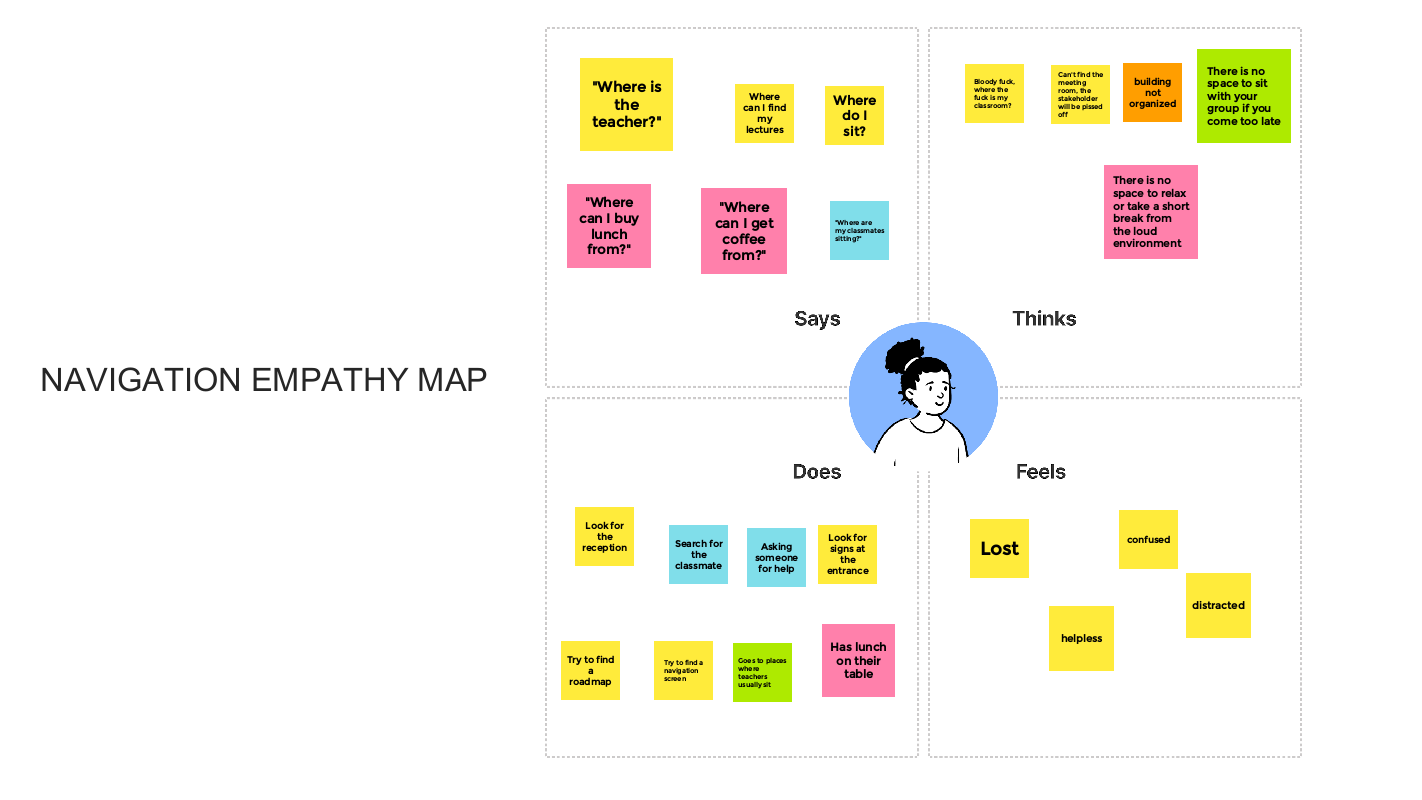 NAVIGATION EMPATHY MAP
"Where is
the
teacher?"
Where
can I find
my
lectures
Where
do I
sit?
"Where
can I buy
lunch
from?"
"Where
can I get
coffee
from?"
"Where are
my classmates
sitting?"
Says
Bloody fuck,
where the
fuck is my
classroom?
Can't find the
meeting
room, the
stakeholder
will be pissed
off
building
not
organized
There is no
space to sit
with your
group if you
come too late
There is no
space to relax
or take a short
break from
the loud
environment
Thinks
Does
Look for
the
reception
Search for
the
classmate
Asking
someone
for help
Look for
signs at
the
entrance
Try to find
a
roadmap
Try to find a
navigation
screen
Goes to places
where
teachers
usually sit
Has lunch
on their
table
Feels
Lost
confused
distracted
helpless